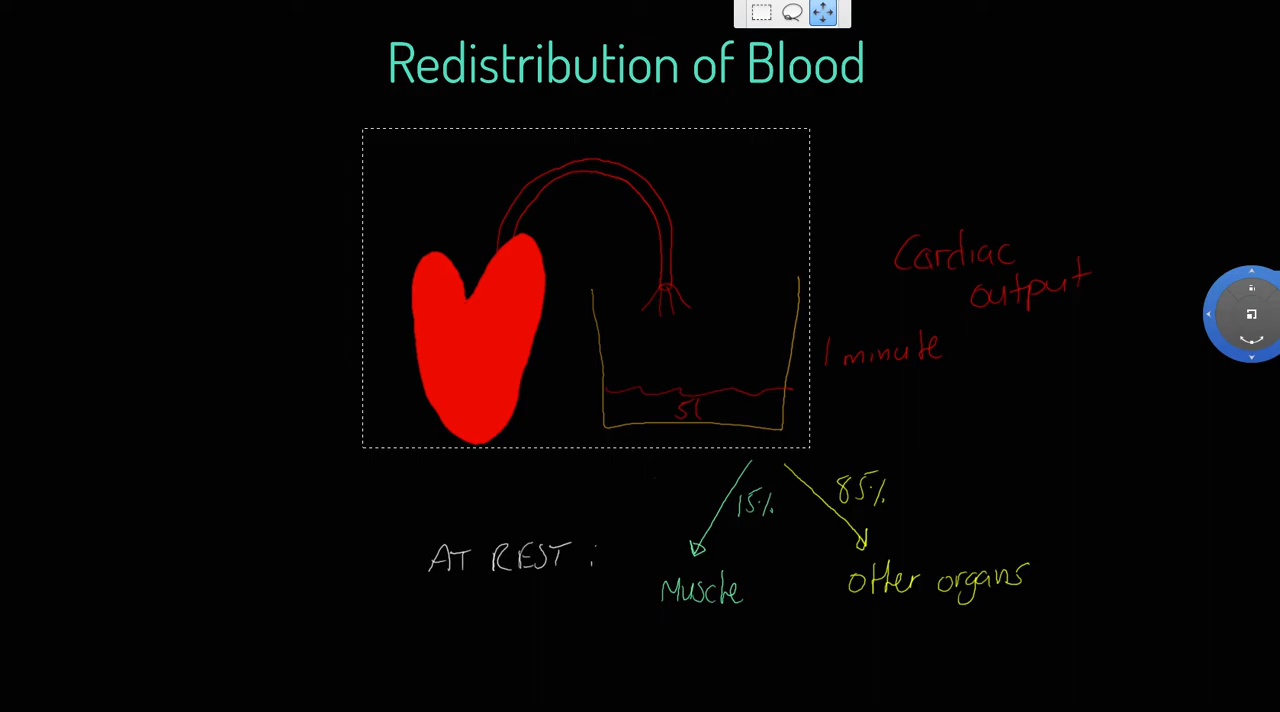 Redistribution of Blood
Cardiac
output
1 minute
5l
15%
85%
AT REST :
Muscle
Other organs